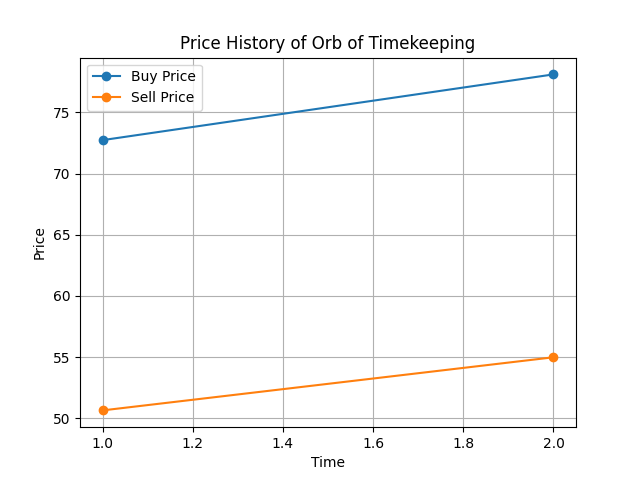 Price History of Orb of Timekeeping
Buy Price
Sell Price
75
70
65
60
55
50
Price
1.0 1.2 1.4 1.6 1.8 2.0
Time